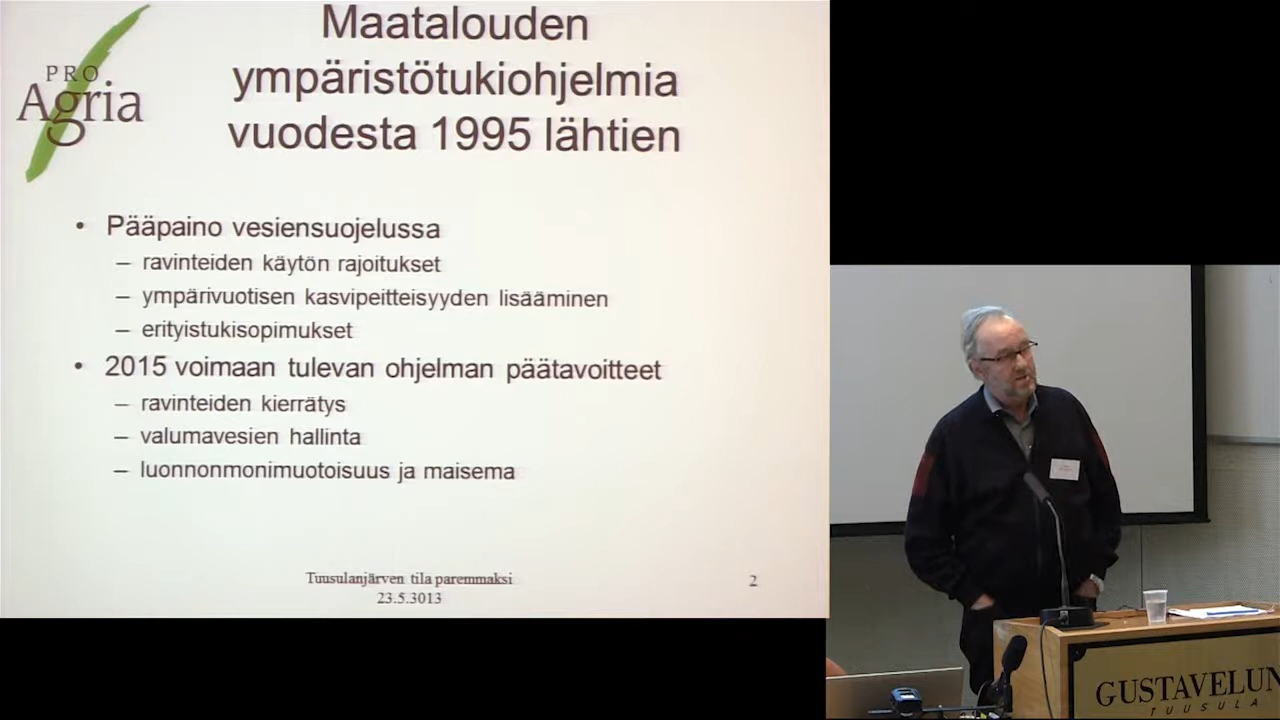 Maatalouden
ympäristötukiohjelmia
vuodesta 1995 lähtien
PRO
Agria
• Pääpaino vesiensuojelussa
– ravinteiden käytön rajoitukset
– ympärivuotisen kasvipeitteisyyden lisääminen
– erityistukisopimukset
• 2015 voimaan tulevan ohjelman päätavoitteet
– ravinteiden kierrätys
– valumavesien hallinta
– luonnonmonimuotoisuus ja maisema
Tuusulanjärven tila paremmaksi
23.5.3013
2
GUSTAVELUN
TUUSULA